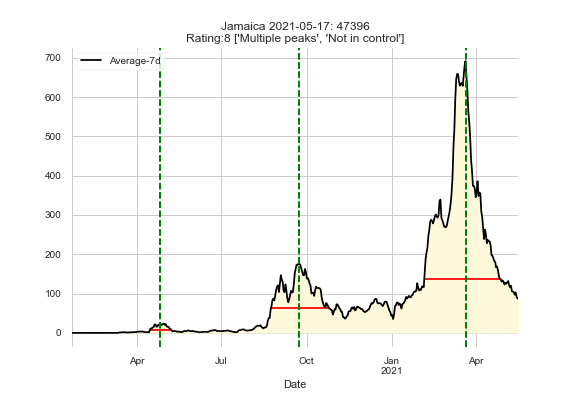 Jamaica 2021-05-17: 47396
Rating:8 ['Multiple peaks', 'Not in control']
Average-7d
700
600
500
400
300
200
100
0
Apr
Jul
Oct
Jan
2021
Apr
Date